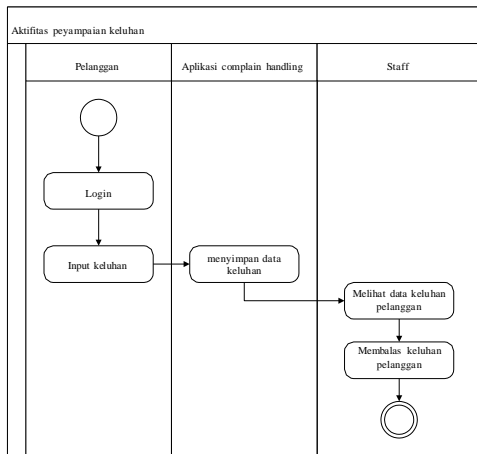 Aktifitas peyampaian keluhan
Pelanggan
Aplikasi complain handling
Staff
Login
Input keluhan
menyimpan data
keluhan
Melihat data keluhan
pelanggan
Membalas keluhan
pelanggan